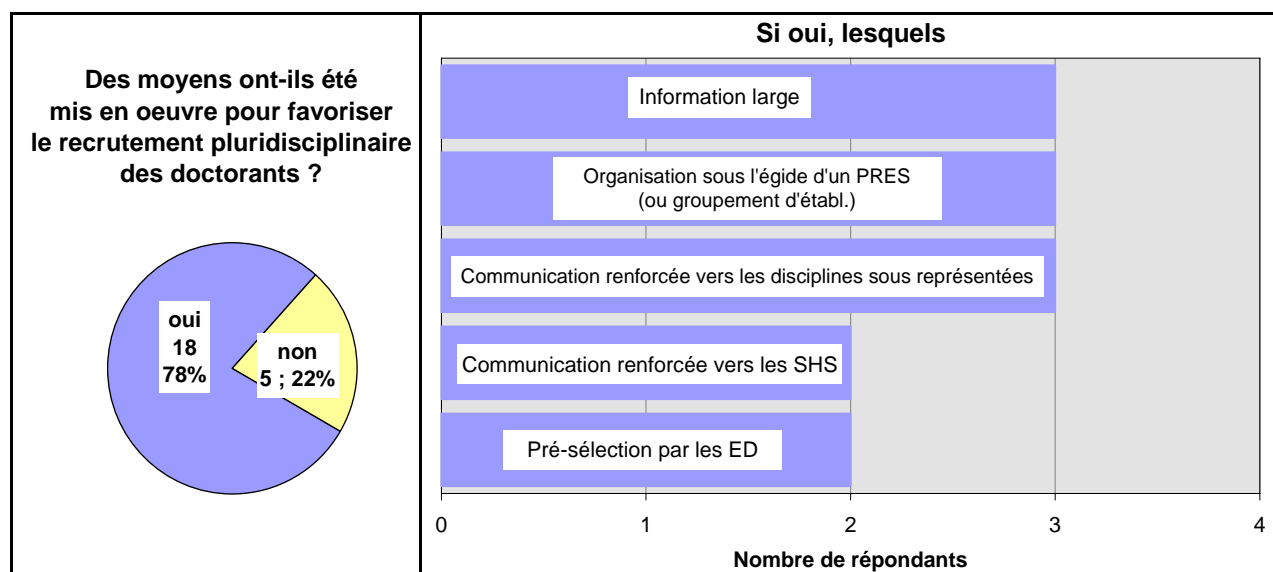 Des moyens ont-ils été
mis en oeuvre pour favoriser
le recrutement pluridisciplinaire
des doctorants ?
oui
18
78%
non
5 ; 22%
Si oui, lesquels
Information large
Organisation sous l'égide d'un PRES
(ou groupement d'établ.)
Communication renforcée vers les disciplines sous représentées
Communication renforcée vers les SHS
Pré-sélection par les ED
0 1 2 3 4
Nombre de répondants